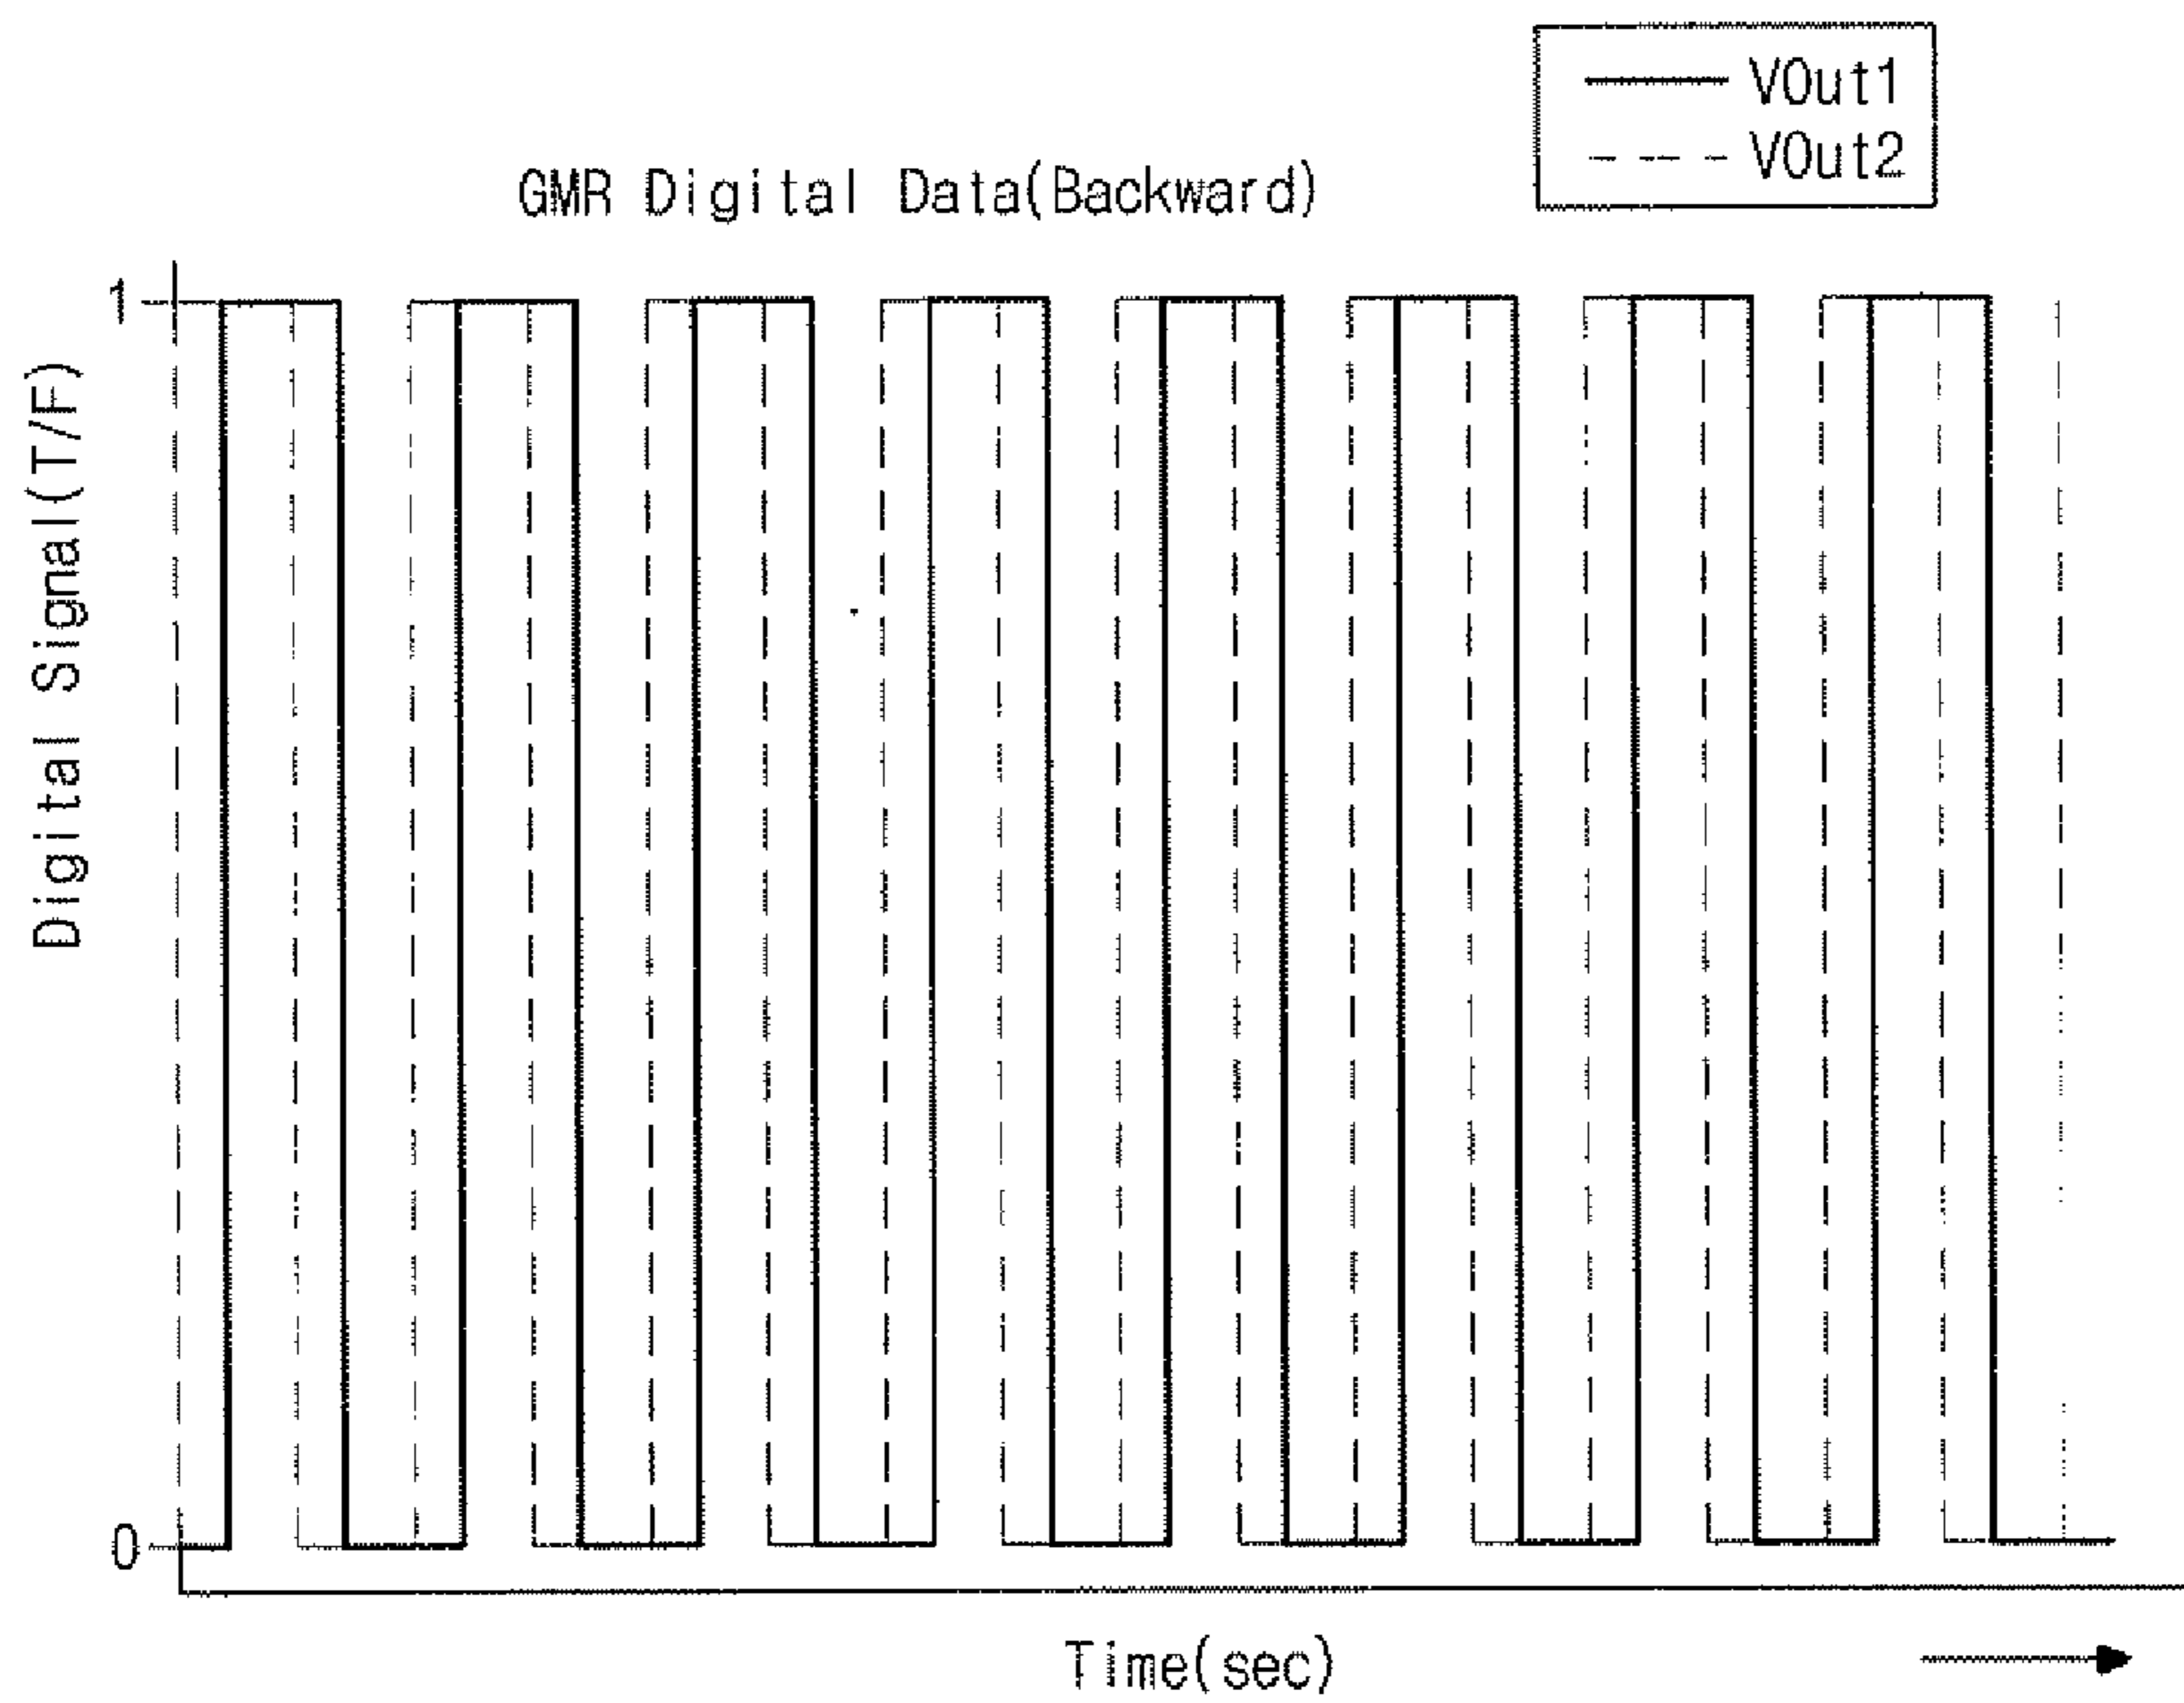 VOut1
VOut2
GMR Digital Data(Backward)
1
Digital Signal(T/F)
0
Time(sec)